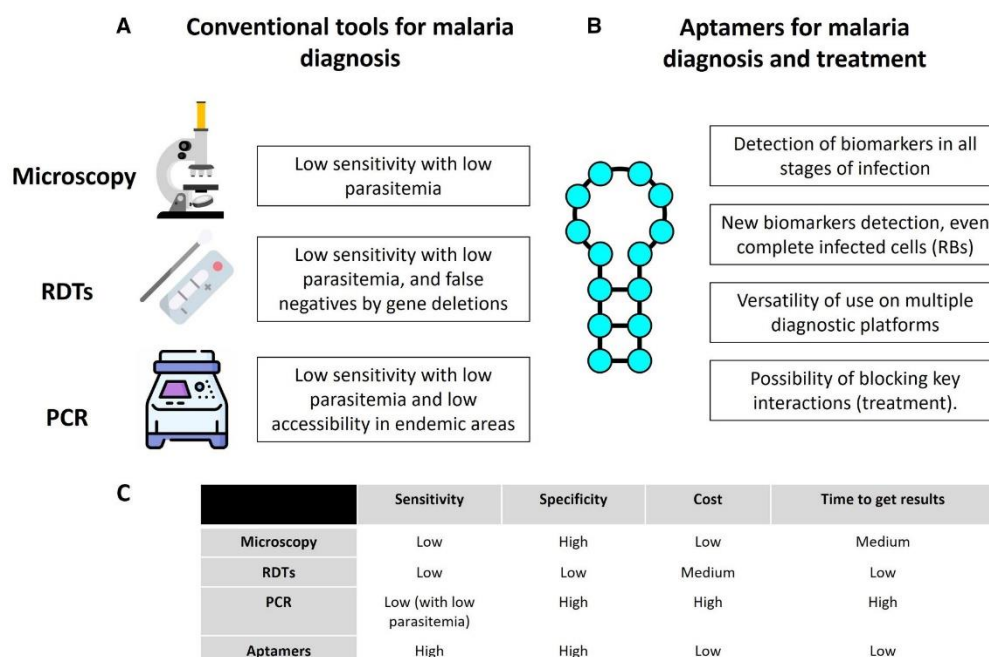 A
Conventional tools for malaria
diagnosis
Microscopy
Low sensitivity with low
parasitemia
RDTs
Low sensitivity with low
parasitemia, and false
negatives by gene deletions
PCR
Low sensitivity with low
parasitemia and low
accessibility in endemic areas
B
Aptamers for malaria
diagnosis and treatment
Detection of biomarkers in all
stages of infection
New biomarkers detection, even
complete infected cells (RBs)
Versatility of use on multiple
diagnostic platforms
Possibility of blocking key
interactions (treatment).
C
Sensitivity Specificity Cost Time to get results
Microscopy Low High Low Medium
RDTs Low Low Medium Low
PCR Low (with low High High High
parasitemia)
Aptamers High High Low Low